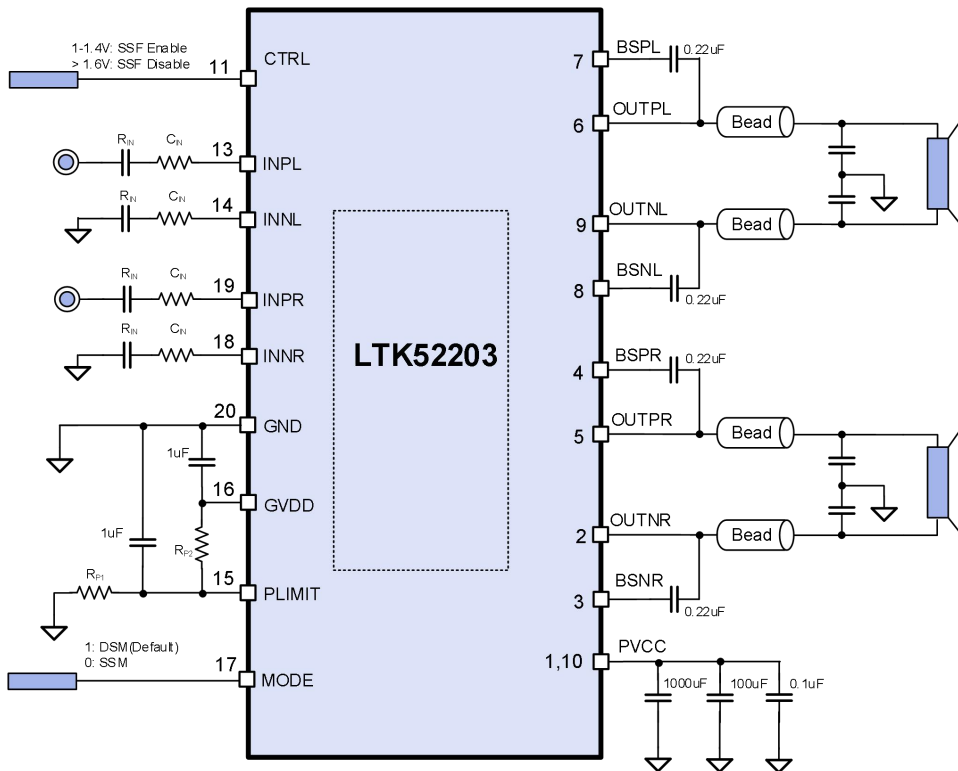 1-1.4V: SSF Enable
> 1.6V: SSF Disable
11
CTRL
RIN
CIN
13
INPL
RIN
CIN
14
INNL
RIN
CIN
19
INPR
RIN
CIN
18
INNR
20
GND
1uF
16
GVDD
1uF
RP2
RP1
15
PLIMIT
1: DSM(Default)
0: SSM
17
MODE
LTK52203
7
BSPL
0.22uF
6
OUTPL
Bead
9
OUTNL
Bead
8
BSNL
0.22uF
4
BSPR
0.22uF
5
OUTPR
Bead
2
OUTNR
Bead
3
BSNR
0.22uF
1,10
PVCC
1000uF
100uF
0.1uF